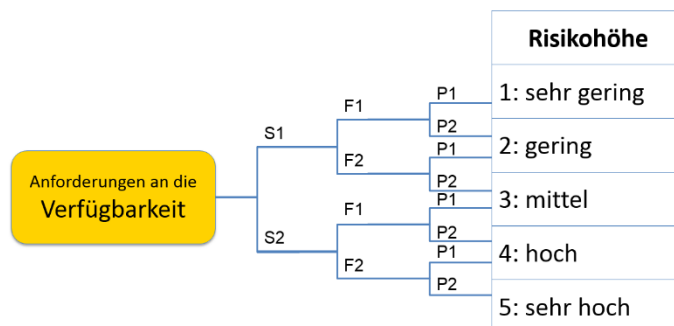 Risikohöhe
P1
1: sehr gering
F1
P2
S1
P1
2: gering
F2
Anforderungen an die
Verfügbarkeit
P2
3: mittel
P1
F1
S2
P2
4: hoch
P1
F2
P2
5: sehr hoch